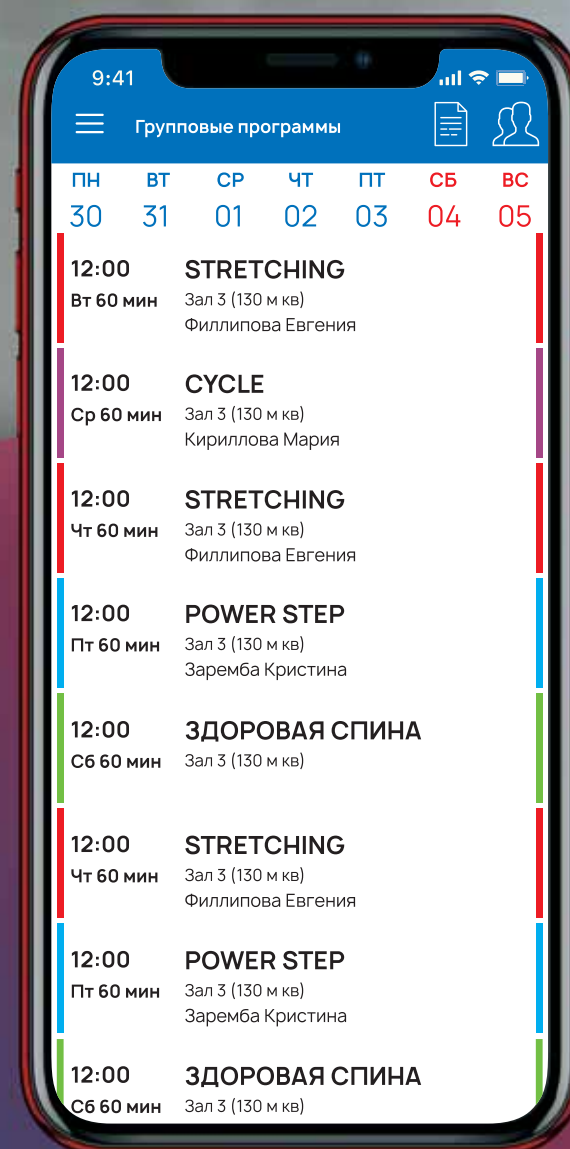 9:41
Групповые программы
ПН ВТ СР ЧТ ПТ СБ ВС
30 31 01 02 03 04 05
12:00 STRETCHING
Вт 60 мин Зал 3 (130 м кв)
Филлипова Евгения
12:00 CYCLE
Ср 60 мин Зал 3 (130 м кв)
Кириллова Мария
12:00 STRETCHING
Чт 60 мин Зал 3 (130 м кв)
Филлипова Евгения
12:00 POWER STEP
Пт 60 мин Зал 3 (130 м кв)
Заремба Кристина
12:00 ЗДОРОВАЯ СПИНА
Сб 60 мин Зал 3 (130 м кв)
12:00 STRETCHING
Чт 60 мин Зал 3 (130 м кв)
Филлипова Евгения
12:00 POWER STEP
Пт 60 мин Зал 3 (130 м кв)
Заремба Кристина
12:00 ЗДОРОВАЯ СПИНА
Сб 60 мин Зал 3 (130 м кв)